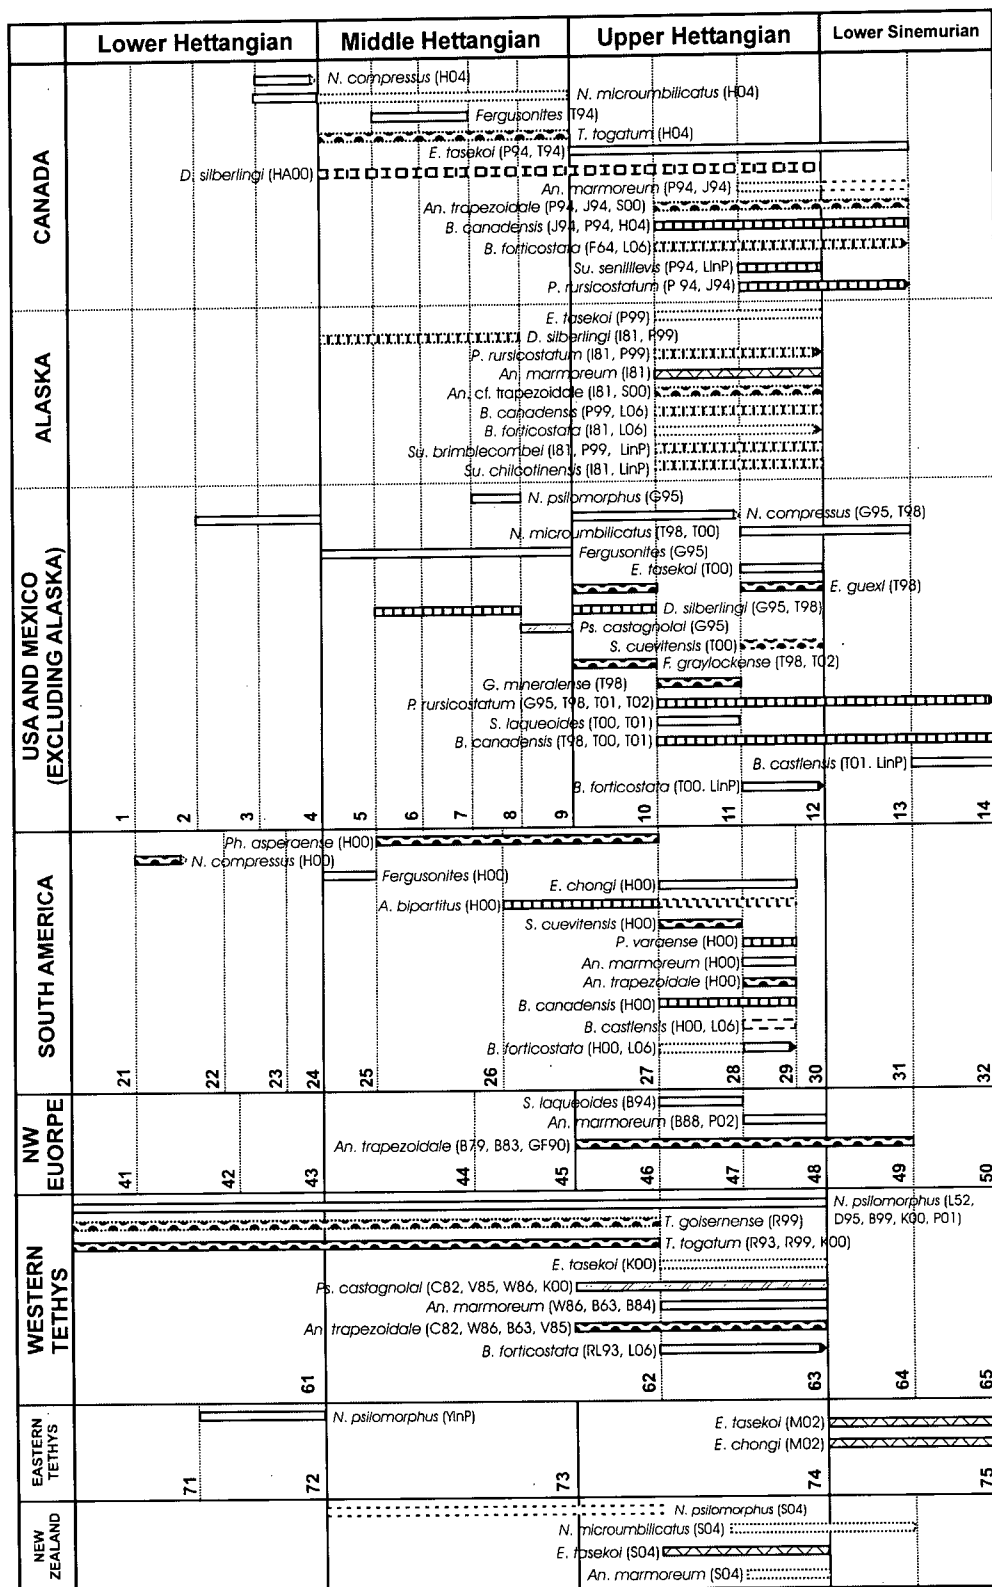 Lower Hettangian Middle Hettangian Upper Hettangian Lower Sinemurian
CANADA
N. compressus (H04)
N. microumbilicatus (H04)
Fergusonites T94)
T. togatum (H04)
E. tasekoi (P94, T94)
D. silberlingi (HA00)
An. marmoreum (P94, J94)
An. trapezoidale (P94, J94, S00)
B. canadensis (J94, P94, H04)
B. forticostata (F64, L06)
Su. senililevis (P94, LinP)
P. rursicostatum (P 94, J94)
ALASKA
E. tasekoi (P99)
D. silberlingi (I81, P99)
P. rursicostatum (I81, P99)
An. marmoreum (I81)
An. cf. trapezoidale (I81, S00)
B. canadensis (P99, L06)
B. forticostata (I81, L06)
Su. brimblecombei (I81, P99, LinP)
Su. chilcotinensis (I81, LinP)
USA AND MEXICO
(EXCLUDING ALASKA)
N. psilomorphus (G95)
N. compressus (G95, T98)
N. microumbilicatus (T98, T00)
Fergusonites (G95)
E. tasekoi (T00)
E. guexi (T98)
D. silberlingi (G95, T98)
Ps. castagnolai (G95)
S. cuevitensis (T00)
F. graylockense (T98, T02)
G. mineralense (T98)
P. rursicostatum (G95, T98, T01, T02)
S. laqueoides (T00, T01)
B. canadensis (T98, T00, T01)
B. castlensis (T01. LinP)
B. forticostata (T00. LinP)
1 2 3 4 5 6 7 8 9 10 11 12 13 14
SOUTH AMERICA
Ph. asperaense (H00)
N. compressus (H00)
Fergusonites (H00)
E. chongi (H00)
A. bipartitus (H00)
S. cuevitensis (H00)
P. varaense (H00)
An. marmoreum (H00)
An. trapezoidale (H00)
B. canadensis (H00)
B. castlensis (H00, L06)
B. forticostata (H00, L06)
21 22 23 24 25 26 27 28 29 30 31 32
NW
EUORPE
S. laqueoides (B94)
An. marmoreum (B88, P02)
An. trapezoidale (B79, B83, GF90)
41 42 43 44 45 46 47 48 49 50
WESTERN
TETHYS
N. psilomorphus (L52,
D95, B99, K00, P01)
T. goisernense (R99)
T. togatum (R93, R99, K00)
E. tasekoi (K00)
Ps. castagnolai (C82, V85, W86, K00)
An. marmoreum (W86, B63, B84)
An. trapezoidale (C82, W86, B63, V85)
B. forticostata (RL93, L06)
61 62 63 64 65
EASTERN
TETHYS
N. psilomorphus (YinP)
E. tasekoi (M02)
E. chongi (M02)
71 72 73 74 75
NEW
ZEALAND
N. psilomorphus (S04)
N. microumbilicatus (S04)
E. tasekoi (S04)
An. marmoreum (S04)